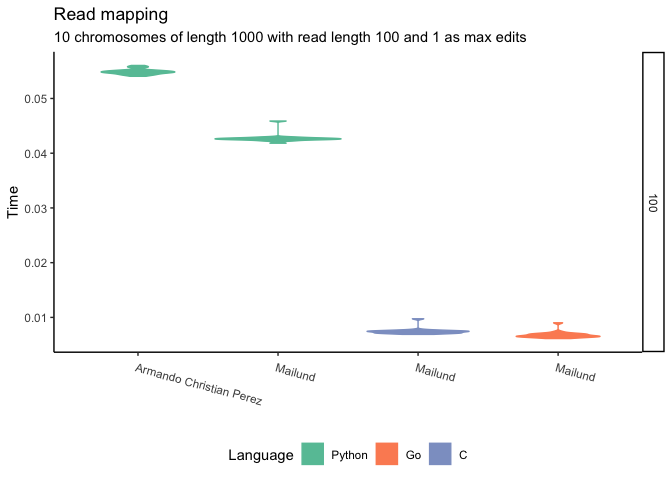 Read mapping
10 chromosomes of length 1000 with read length 100 and 1 as max edits
Time
0.05
0.04
0.03
0.02
0.01
100
Armando Christian Perez
Mailund
Mailund
Mailund
Language Python Go C